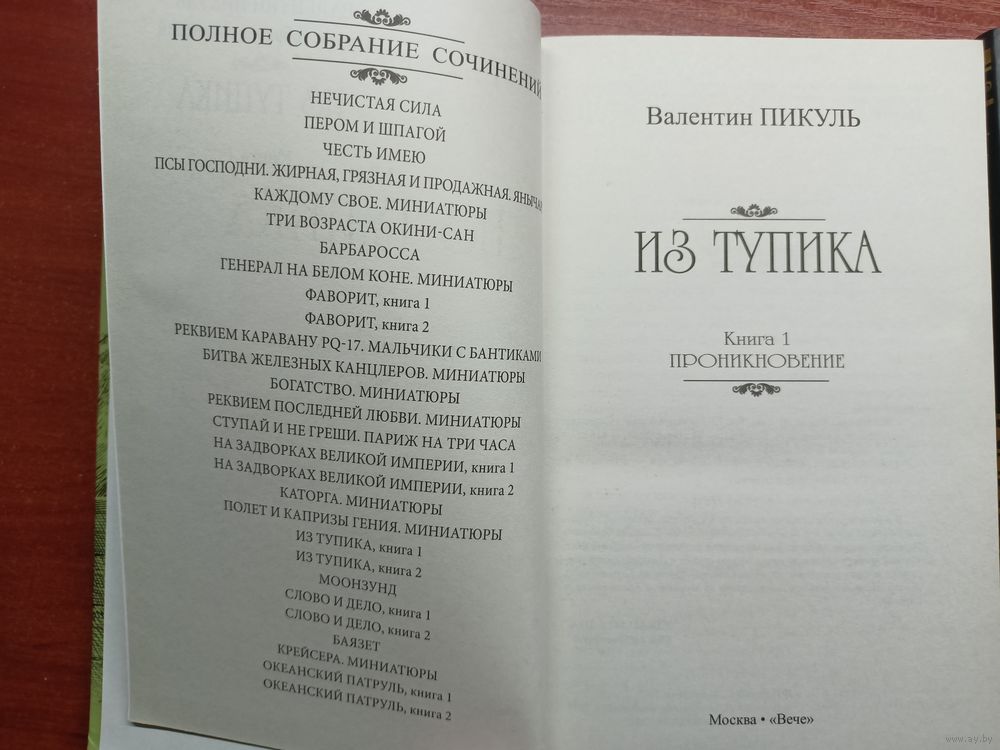 ПОЛНОЕ СОБРАНИЕ СОЧИНЕНИЙ
НЕЧИСТАЯ СИЛА
ПЕРОМ И ШПАГОЙ
ЧЕСТЬ ИМЕЮ
ПСЫ ГОСПОДНИ. ЖИРНАЯ, ГРЯЗНАЯ И ПРОДАЖНАЯ. ЯНЫЧАР
КАЖДОМУ СВОЕ. МИНИАТЮРЫ
ТРИ ВОЗРАСТА ОКИНИ-САН
БАРБАРОССА
ГЕНЕРАЛ НА БЕЛОМ КОНЕ. МИНИАТЮРЫ
ФАВОРИТ, книга 1
ФАВОРИТ, книга 2
РЕКВИЕМ КАРАВАНУ PQ-17. МАЛЬЧИКИ С БАНТИКАМИ
БИТВА ЖЕЛЕЗНЫХ КАНЦЛЕРОВ. МИНИАТЮРЫ
БОГАТСТВО. МИНИАТЮРЫ
РЕКВИЕМ ПОСЛЕДНЕЙ ЛЮБВИ. МИНИАТЮРЫ
СТУПАЙ И НЕ ГРЕШИ. ПАРИЖ НА ТРИ ЧАСА
НА ЗАДВОРКАХ ВЕЛИКОЙ ИМПЕРИИ, книга 1
НА ЗАДВОРКАХ ВЕЛИКОЙ ИМПЕРИИ, книга 2
КАТОРГА. МИНИАТЮРЫ
ПОЛЕТ И КАПРИЗЫ ГЕНИЯ. МИНИАТЮРЫ
ИЗ ТУПИКА, книга 1
ИЗ ТУПИКА, книга 2
МООНЗУНД
СЛОВО И ДЕЛО, книга 1
СЛОВО И ДЕЛО, книга 2
БАЯЗЕТ
КРЕЙСЕРА. МИНИАТЮРЫ
ОКЕАНСКИЙ ПАТРУЛЬ, книга 1
ОКЕАНСКИЙ ПАТРУЛЬ, книга 2
Валентин ПИКУЛЬ
ИЗ ТУПИКА
Книга 1
ПРОНИКНОВЕНИЕ
Москва • «Вече»
www.ay.by